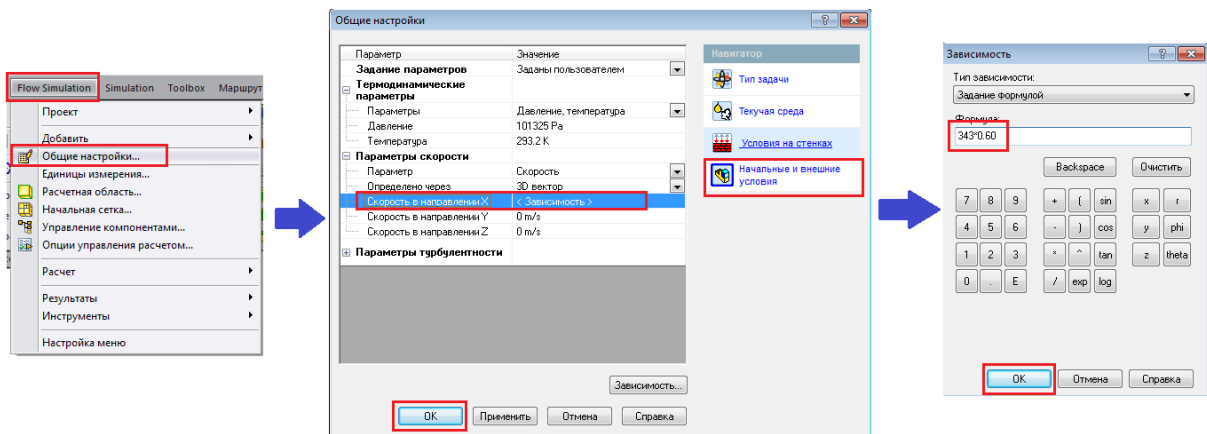 Flow Simulation Simulation Toolbox Маршрут
Проект
Добавить
Общие настройки...
Единицы измерения...
Расчетная область...
Начальная сетка...
Управление компонентами...
Опции управления расчетом...
Расчет
Результаты
Инструменты
Настройка меню
Общие настройки
Параметр Значение
Задание параметров Заданы пользователем
Термодинамические
параметры
Параметры Давление, температура
Давление 101325 Pa
Температура 293.2 K
Параметры скорости
Параметр Скорость
Определено через 3D вектор
Скорость в направлении X < Зависимость >
Скорость в направлении Y 0 m/s
Скорость в направлении Z 0 m/s
Параметры турбулентности
Зависимость...
OK Применить Отмена Справка
Навигатор
Тип задачи
Текучая среда
Условия на стенках
Начальные и внешние
условия
Зависимость
Тип зависимости:
Задание формулой
Формула:
343*0.60
Backspace Очистить
7 8 9 + ( sin x r
4 5 6 - ) cos y phi
1 2 3 * ^ tan z theta
0 . E / exp log
OK Отмена Справка